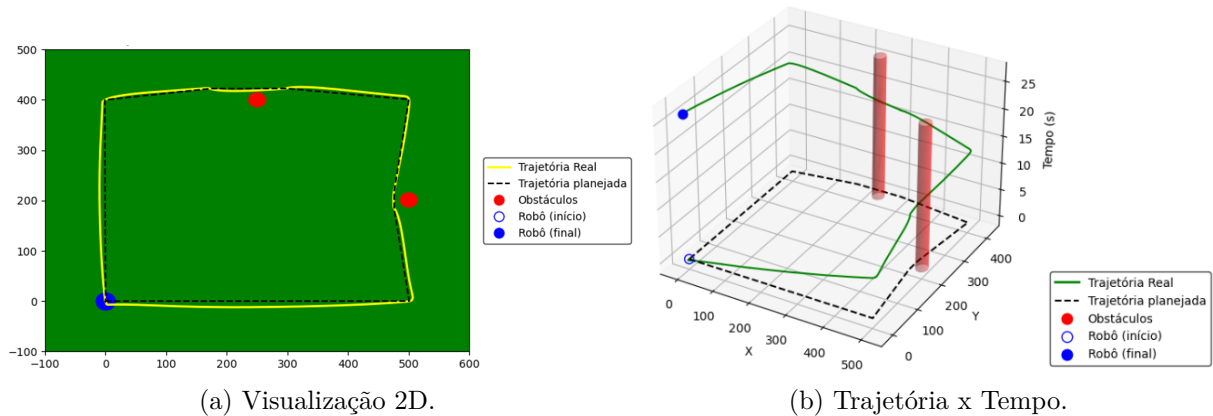 500
400
300
200
100
0
−100
−100 0 100 200 300 400 500 600
Trajetória Real
Trajetória planejada
Obstáculos
Robô (início)
Robô (final)
(a) Visualização 2D.
25
20
15
10
5
0
Tempo (s)
0 100 200 300 400 500
X
0 100 200 300 400
Y
Trajetória Real
Trajetória planejada
Obstáculos
Robô (início)
Robô (final)
(b) Trajetória x Tempo.